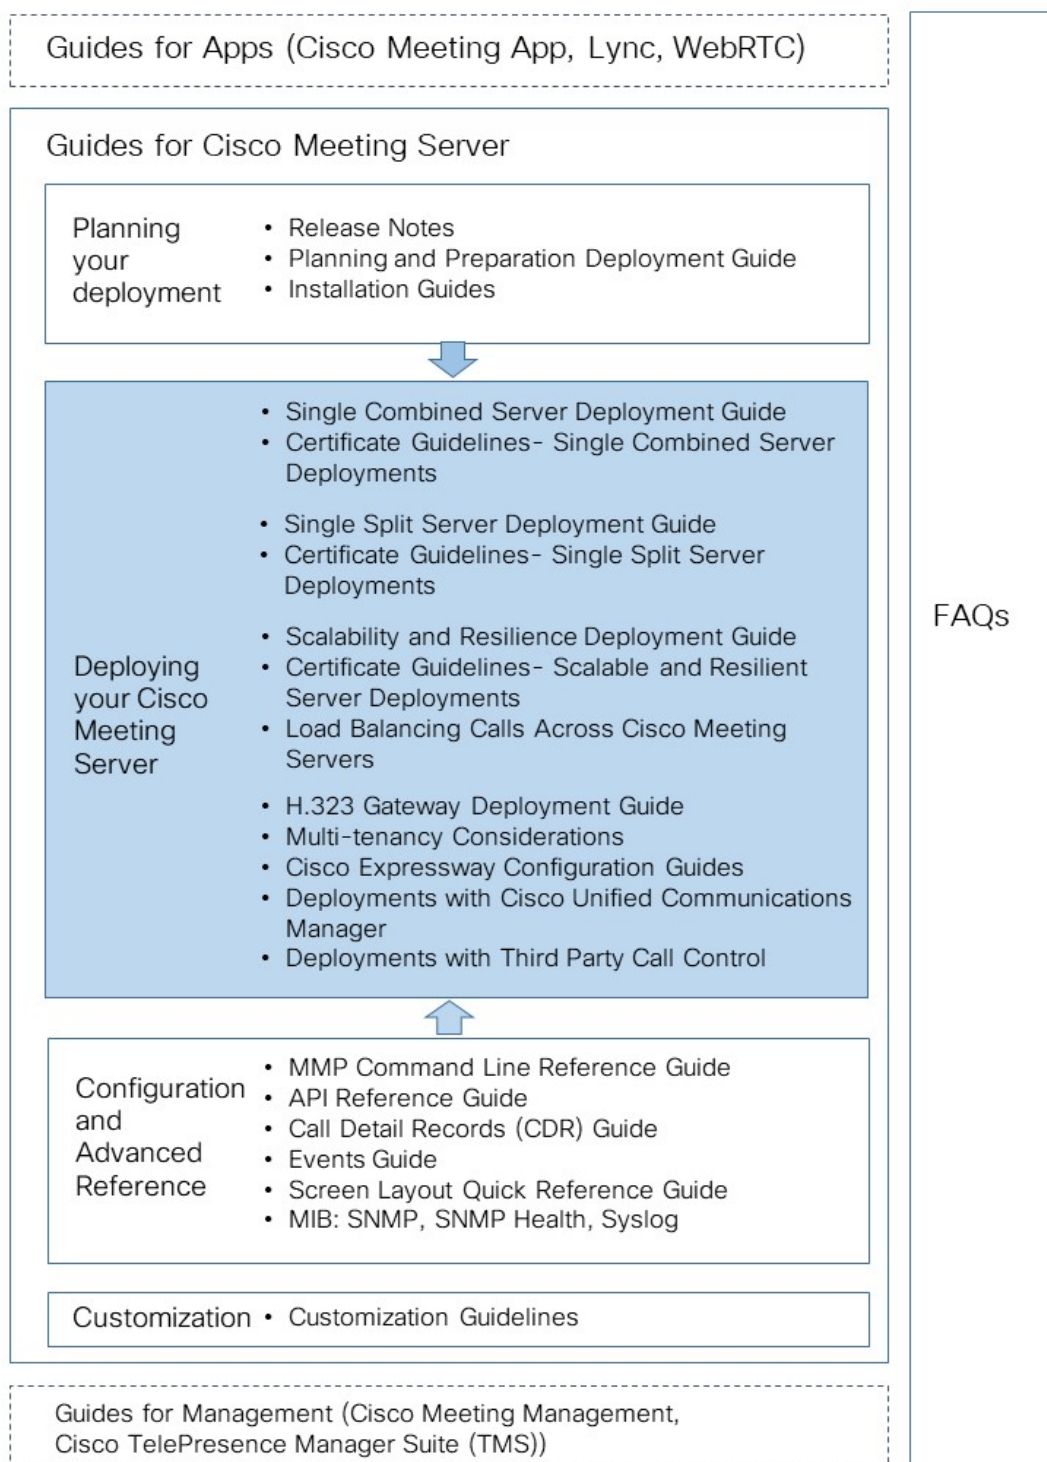 Guides for Apps (Cisco Meeting App, Lync, WebRTC)
Guides for Cisco Meeting Server
Planning
your
deployment
• Release Notes
• Planning and Preparation Deployment Guide
• Installation Guides
Deploying
your Cisco
Meeting
Server
• Single Combined Server Deployment Guide
• Certificate Guidelines- Single Combined Server
Deployments
• Single Split Server Deployment Guide
• Certificate Guidelines- Single Split Server
Deployments
• Scalability and Resilience Deployment Guide
• Certificate Guidelines- Scalable and Resilient
Server Deployments
• Load Balancing Calls Across Cisco Meeting
Servers
• H.323 Gateway Deployment Guide
• Multi-tenancy Considerations
• Cisco Expressway Configuration Guides
• Deployments with Cisco Unified Communications
Manager
• Deployments with Third Party Call Control
Configuration
and
Advanced
Reference
• MMP Command Line Reference Guide
• API Reference Guide
• Call Detail Records (CDR) Guide
• Events Guide
• Screen Layout Quick Reference Guide
• MIB: SNMP, SNMP Health, Syslog
Customization
• Customization Guidelines
Guides for Management (Cisco Meeting Management,
Cisco TelePresence Manager Suite (TMS))
FAQs